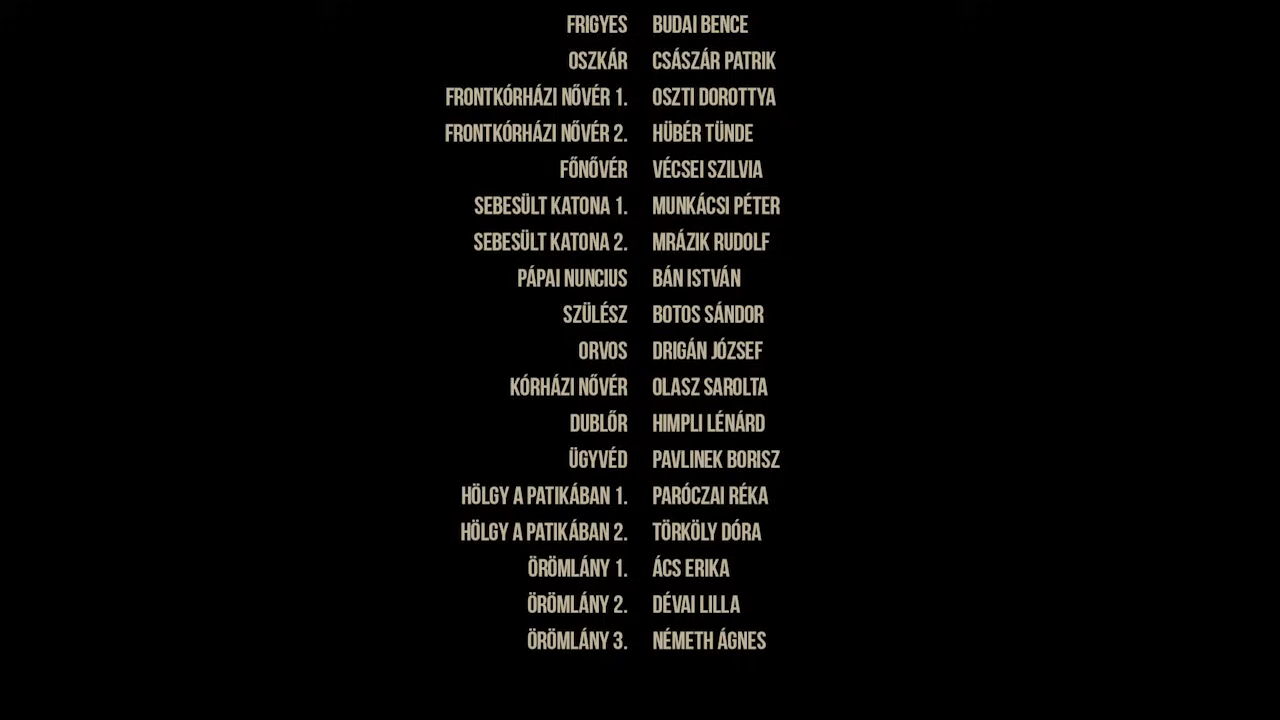 FRIGYES BUDAI BENCE
OSZKÁR CSÁSZÁR PATRIK
FRONTKÓRHÁZI NŐVÉR 1. OSZTI DOROTTYA
FRONTKÓRHÁZI NŐVÉR 2. HÜBÉR TÜNDE
FŐNŐVÉR VÉCSEI SZILVIA
SEBESÜLT KATONA 1. MUNKÁCSI PÉTER
SEBESÜLT KATONA 2. MRÁZIK RUDOLF
PÁPAI NUNCIUS BÁN ISTVÁN
SZÜLÉSZ BOTOS SÁNDOR
ORVOS DRIGÁN JÓZSEF
KÓRHÁZI NŐVÉR OLASZ SAROLTA
DUBLŐR HIMPLI LÉNÁRD
ÜGYVÉD PAVLINEK BORISZ
HÖLGY A PATIKÁBAN 1. PARÓCZAI RÉKA
HÖLGY A PATIKÁBAN 2. TÖRKÖLY DÓRA
ÖRÖMLÁNY 1. ÁCS ERIKA
ÖRÖMLÁNY 2. DÉVAI LILLA
ÖRÖMLÁNY 3. NÉMETH ÁGNES